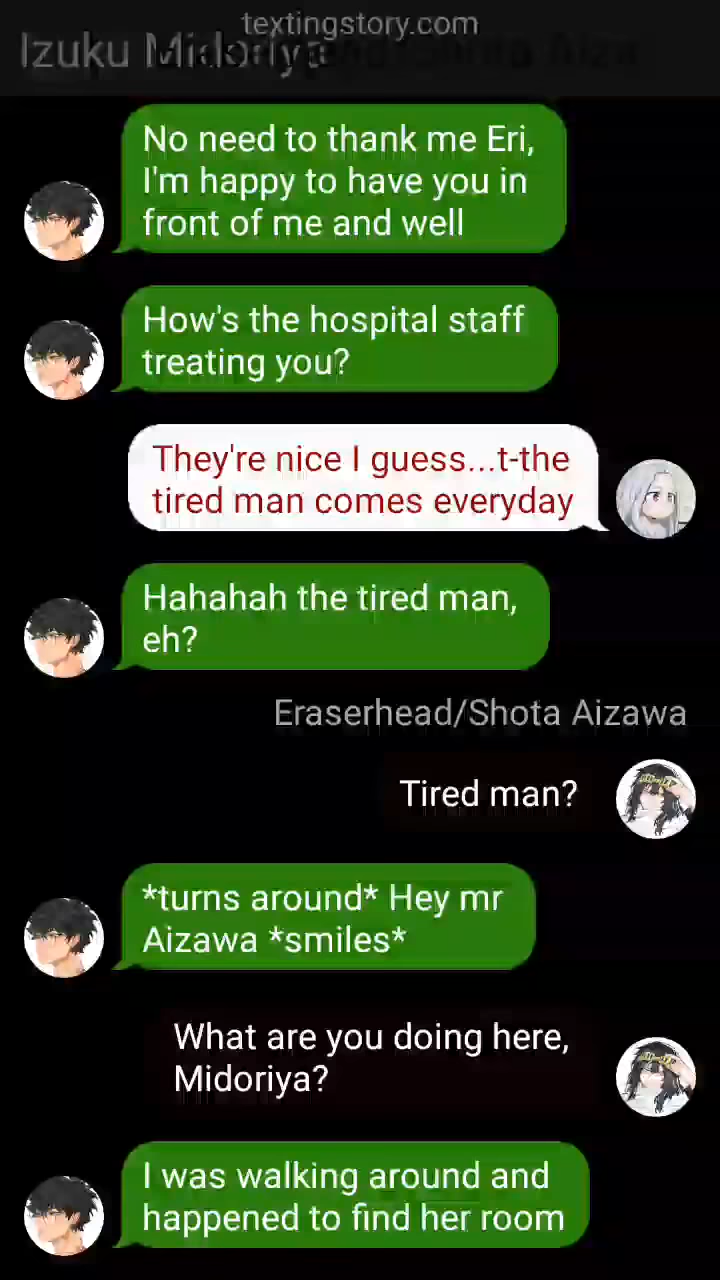 textingstory.com
Izuku Midoriya
No need to thank me Eri,
I'm happy to have you in
front of me and well
How's the hospital staff
treating you?
They're nice I guess...t-the
tired man comes everyday
Hahahah the tired man,
eh?
Eraserhead/Shota Aizawa
Tired man?
*turns around* Hey mr
Aizawa *smiles*
What are you doing here,
Midoriya?
I was walking around and
happened to find her room